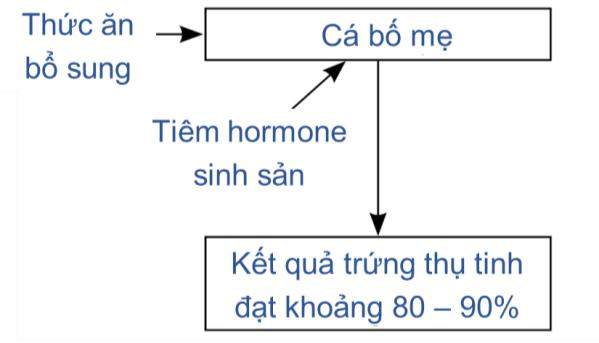 Thức ăn
bổ sung
Cá bố mẹ
Tiêm hormone
sinh sản
Kết quả trứng thụ tinh
đạt khoảng 80 – 90%